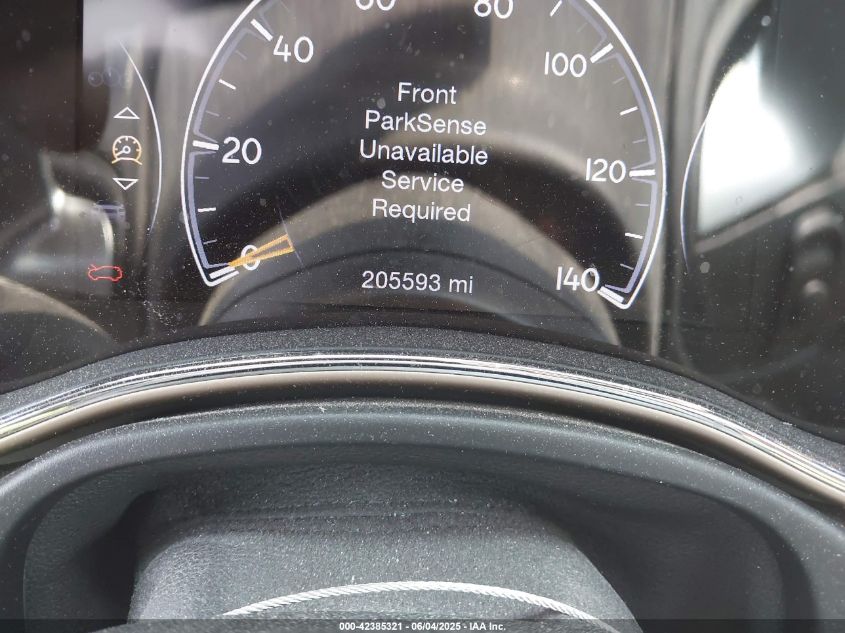 60 80
40
100
20
120
0
140
Front
ParkSense
Unavailable
Service
Required
205593 mi
000-42385321 - 06/04/2025 - IAA Inc.